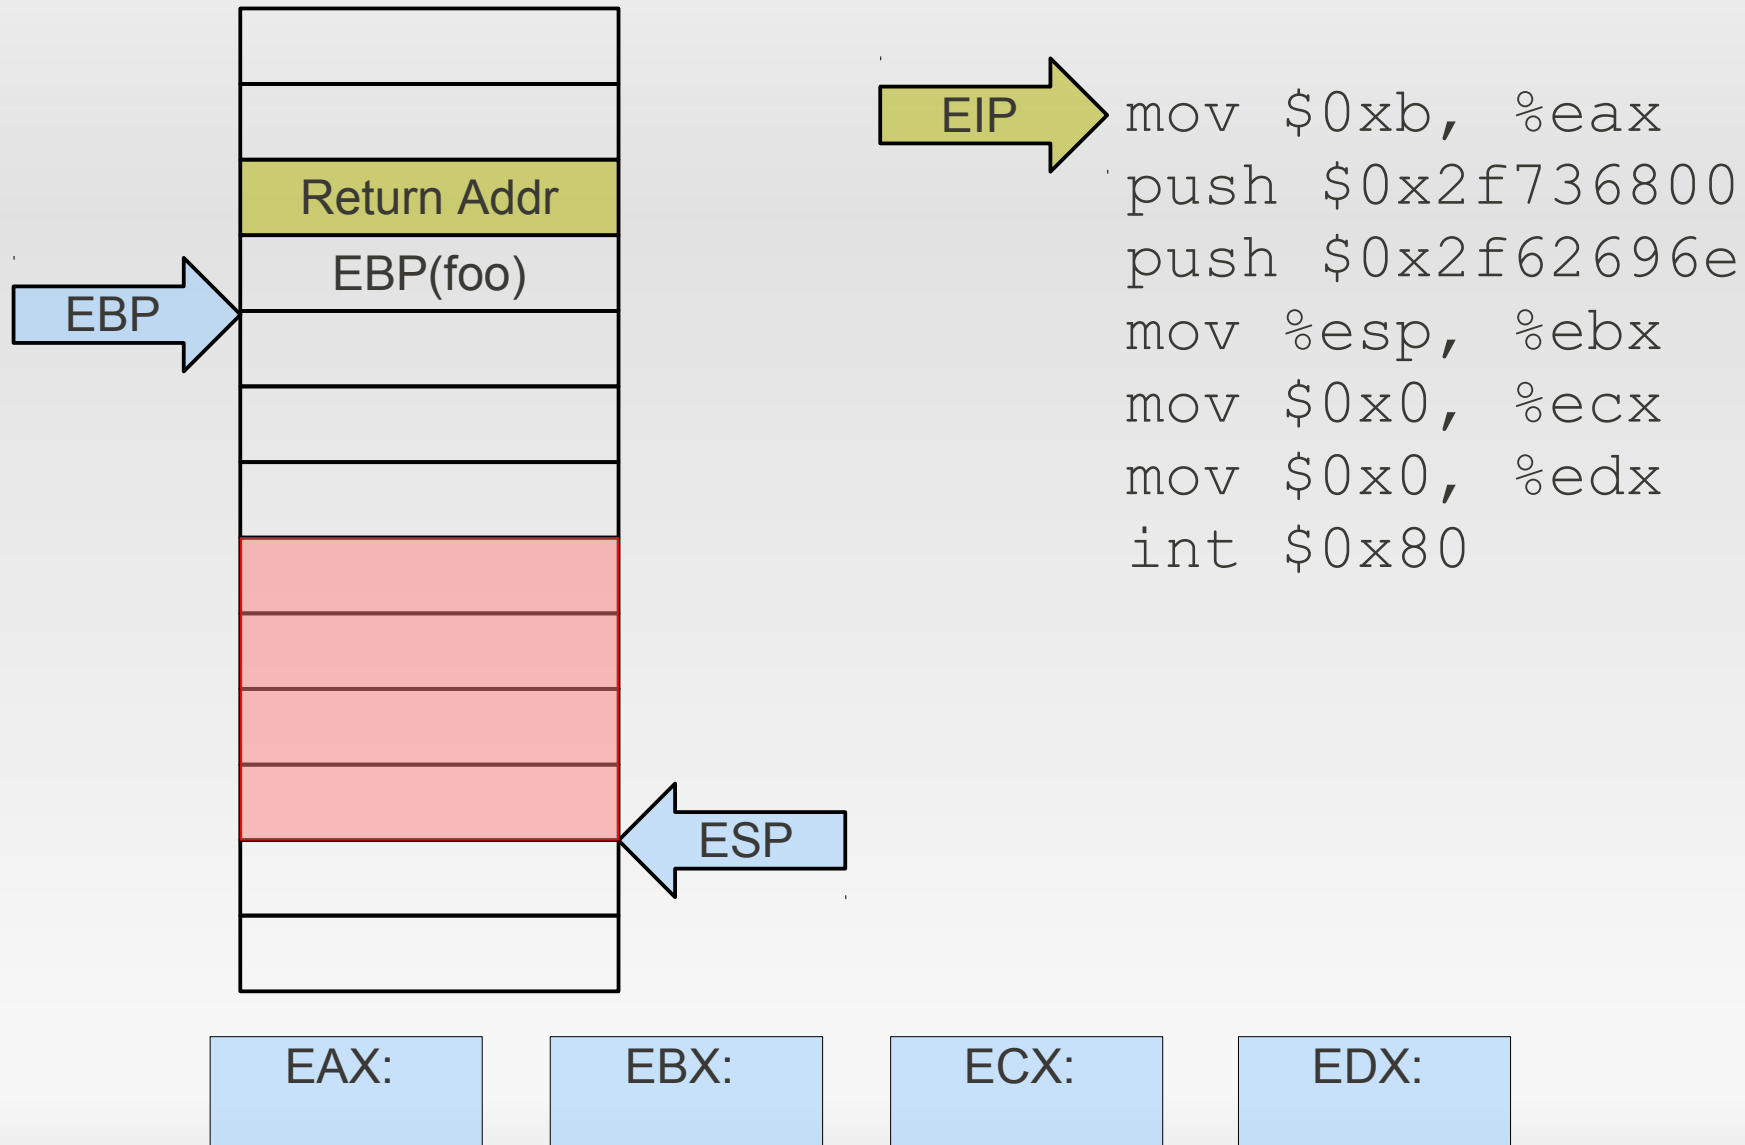 Return Addr
EBP(foo)
EBP
ESP
EIP
mov $0xb, %eax
push $0x2f736800
push $0x2f62696e
mov %esp, %ebx
mov $0x0, %ecx
mov $0x0, %edx
int $0x80
EAX:
EBX:
ECX:
EDX: